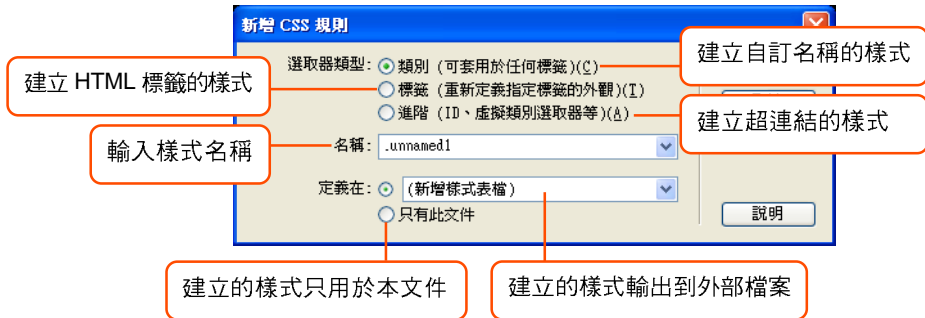 新增 CSS 規則
選取器類型: 類別 (可套用於任何標籤)(C)
標籤 (重新定義指定標籤的外觀)(T)
進階 (ID、虛擬類別選取器等)(A)
名稱: .unnamed1
定義在: (新增樣式表檔)
只有此文件
說明
建立自訂名稱的樣式
建立 HTML 標籤的樣式
建立超連結的樣式
輸入樣式名稱
建立的樣式只用於本文件
建立的樣式輸出到外部檔案